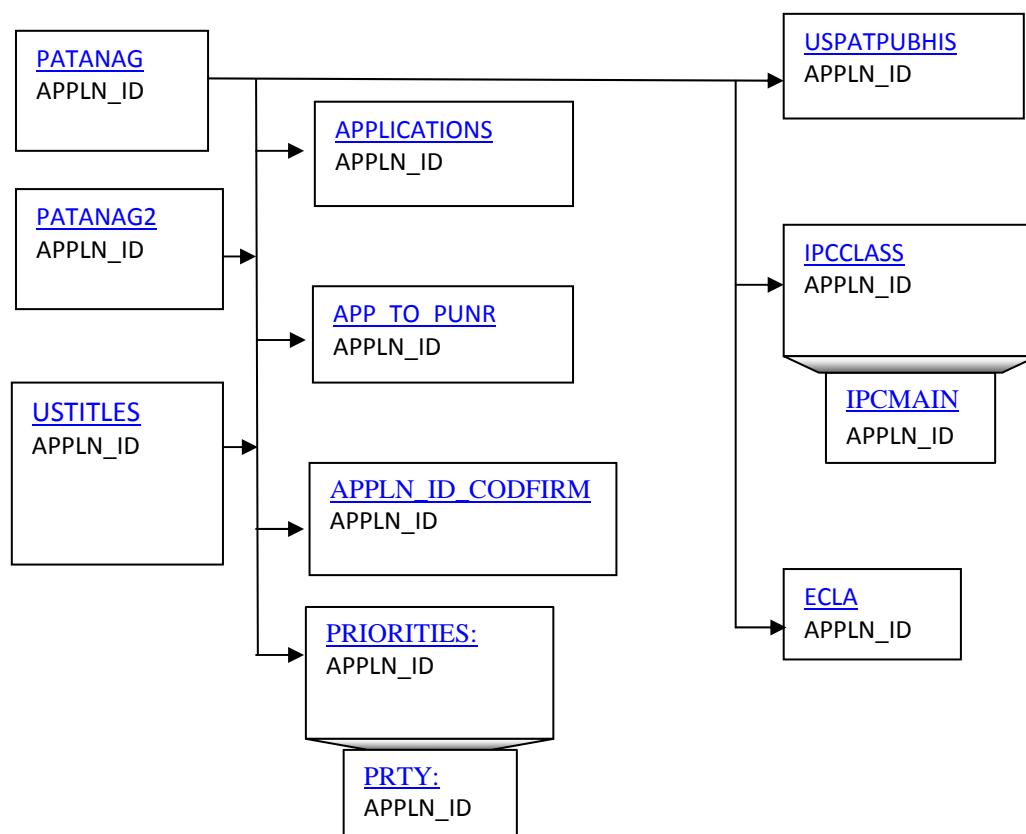 PATANAG
APPLN_ID
PATANAG2
APPLN_ID
USTITLES
APPLN_ID
APPLICATIONS
APPLN_ID
APP_TO_PUNR
APPLN_ID
APPLN_ID_CODFIRM
APPLN_ID
PRIORITIES:
APPLN_ID
PRTY:
APPLN_ID
USPATPUBHIS
APPLN_ID
IPCCLASS
APPLN_ID
IPCMAIN
APPLN_ID
ECLA
APPLN_ID